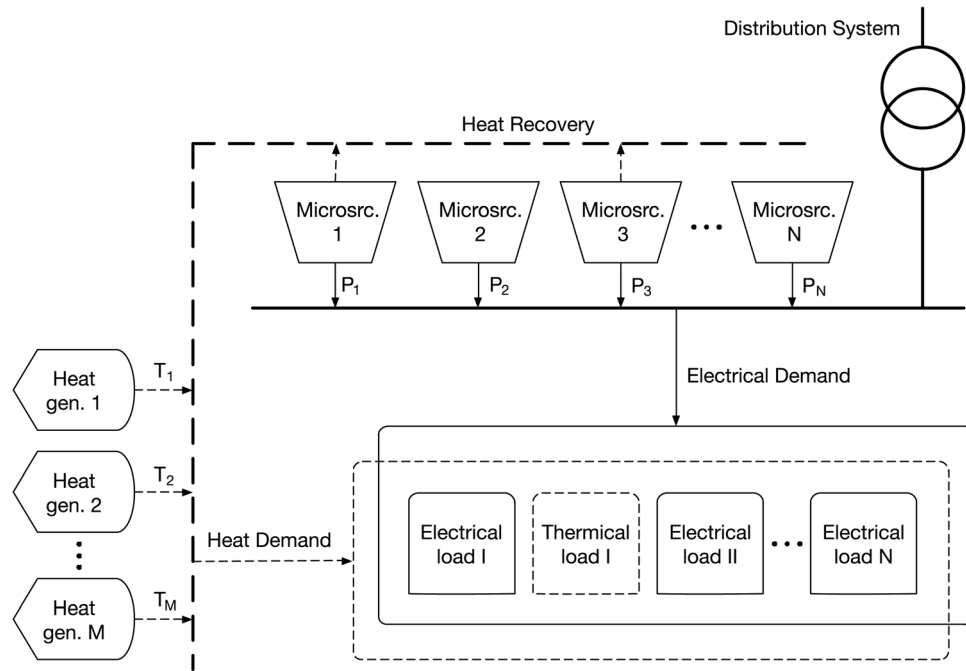 Distribution System
Heat Recovery
Microsrc.
1
Microsrc.
2
Microsrc.
3
...
Microsrc.
N
P1
P2
P3
PN
Heat
gen. 1
T1
Electrical Demand
Heat
gen. 2
T2
Heat Demand
Electrical
load I
Thermical
load I
Electrical
load II
...
Electrical
load N
Heat
gen. M
TM